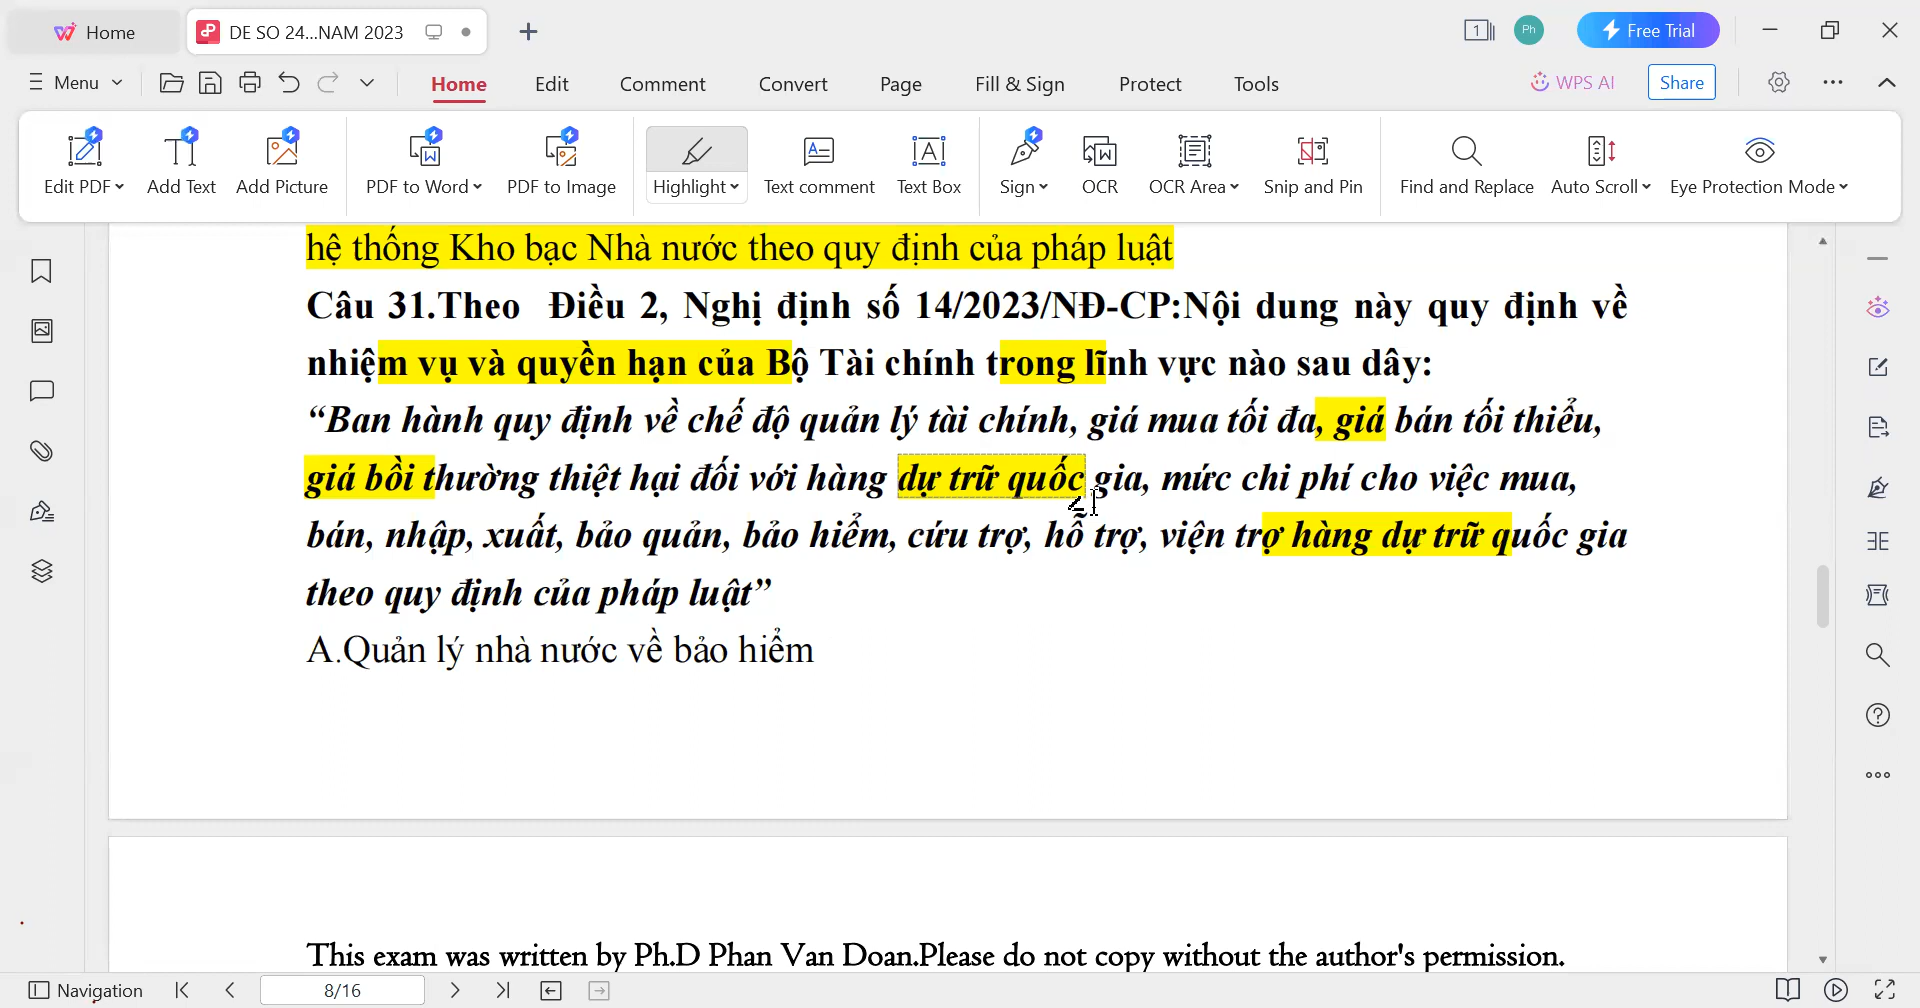 Home
DE SO 24...NAM 2023
1
Ph
Free Trial
Menu
Home
Edit
Comment
Convert
Page
Fill & Sign
Protect
Tools
WPS AI
Share
Edit PDF
Add Text
Add Picture
PDF to Word
PDF to Image
Highlight
Text comment
Text Box
Sign
OCR
OCR Area
Snip and Pin
Find and Replace
Auto Scroll
Eye Protection Mode
hệ thống Kho bạc Nhà nước theo quy định của pháp luật
Câu 31.Theo Điều 2, Nghị định số 14/2023/NĐ-CP:Nội dung này quy định về
nhiệm vụ và quyền hạn của Bộ Tài chính trong lĩnh vực nào sau dây:
“Ban hành quy định về chế độ quản lý tài chính, giá mua tối đa, giá bán tối thiểu,
giá bồi thường thiệt hại đối với hàng dự trữ quốc gia, mức chi phí cho việc mua,
bán, nhập, xuất, bảo quản, bảo hiểm, cứu trợ, hỗ trợ, viện trợ hàng dự trữ quốc gia
theo quy định của pháp luật”
A.Quản lý nhà nước về bảo hiểm
This exam was written by Ph.D Phan Van Doan.Please do not copy without the author's permission.
Navigation
8/16